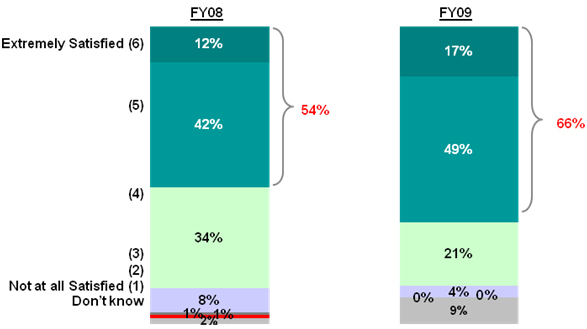 FY08 FY09
Extremely Satisfied (6) 12% 17%
(5) 54%
42% 66%
49%
(4)
34% 21%
(3)
(2)
Not at all Satisfied (1) 4%
Don't know 8% 0% 0%
1% 1% 9%
2%